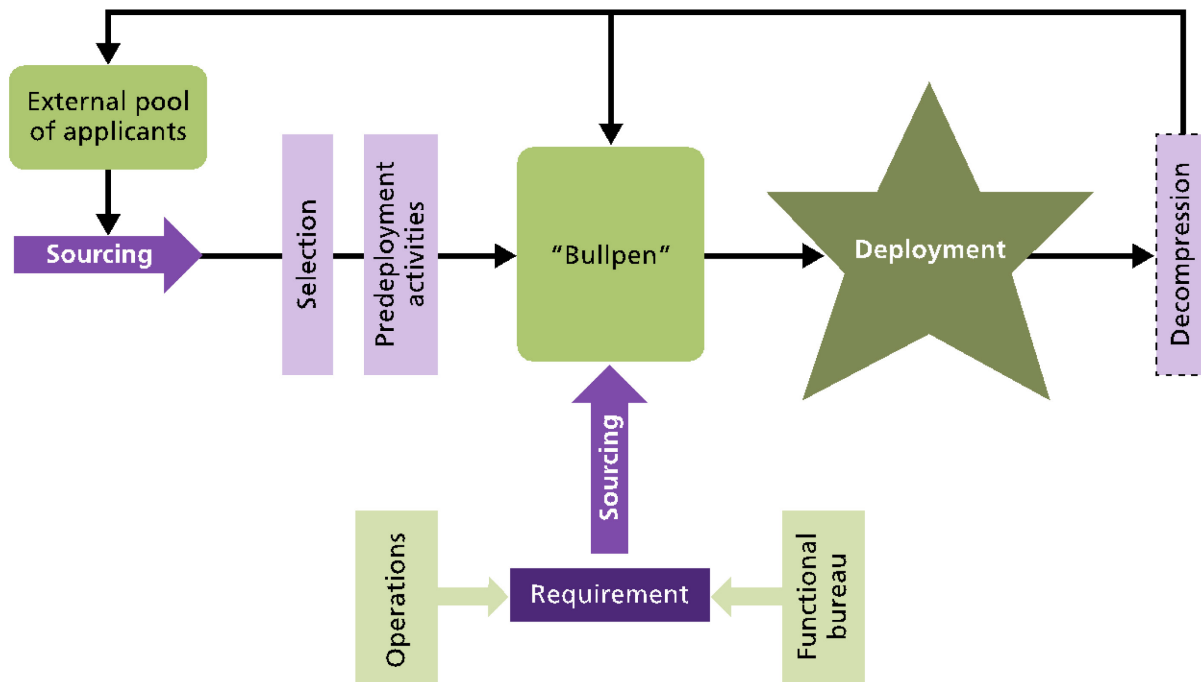 External pool
of applicants
Sourcing
Selection
Predeployment
activities
“Bullpen”
Deployment
Decompression
Sourcing
Operations
Requirement
Functional
bureau